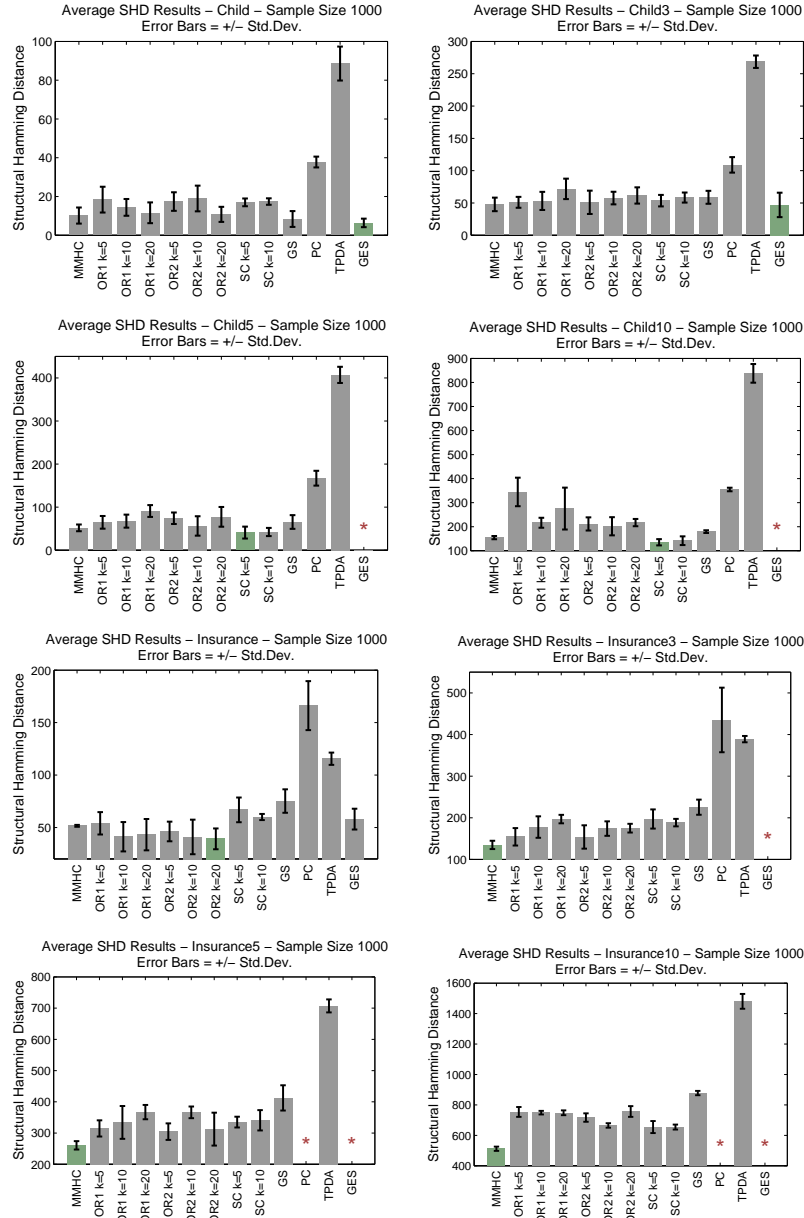 Average SHD Results – Child – Sample Size 1000
Error Bars = +/– Std.Dev.
Structural Hamming Distance
100
80
60
40
20
0
MMHC
OR1 k=5
OR1 k=10
OR1 k=20
OR2 k=5
OR2 k=10
OR2 k=20
SC k=5
SC k=10
GS
PC
TPDA
GES
Average SHD Results – Child3 – Sample Size 1000
Error Bars = +/– Std.Dev.
Structural Hamming Distance
300
250
200
150
100
50
0
MMHC
OR1 k=5
OR1 k=10
OR1 k=20
OR2 k=5
OR2 k=10
OR2 k=20
SC k=5
SC k=10
GS
PC
TPDA
GES
Average SHD Results – Child5 – Sample Size 1000
Error Bars = +/– Std.Dev.
Structural Hamming Distance
400
300
200
100
0
*
MMHC
OR1 k=5
OR1 k=10
OR1 k=20
OR2 k=5
OR2 k=10
OR2 k=20
SC k=5
SC k=10
GS
PC
TPDA
GES
Average SHD Results – Child10 – Sample Size 1000
Error Bars = +/– Std.Dev.
Structural Hamming Distance
900
800
700
600
500
400
300
200
100
*
MMHC
OR1 k=5
OR1 k=10
OR1 k=20
OR2 k=5
OR2 k=10
OR2 k=20
SC k=5
SC k=10
GS
PC
TPDA
GES
Average SHD Results – Insurance – Sample Size 1000
Error Bars = +/– Std.Dev.
Structural Hamming Distance
200
150
100
50
MMHC
OR1 k=5
OR1 k=10
OR1 k=20
OR2 k=5
OR2 k=10
OR2 k=20
SC k=5
SC k=10
GS
PC
TPDA
GES
Average SHD Results – Insurance3 – Sample Size 1000
Error Bars = +/– Std.Dev.
Structural Hamming Distance
500
400
300
200
100
*
MMHC
OR1 k=5
OR1 k=10
OR1 k=20
OR2 k=5
OR2 k=10
OR2 k=20
SC k=5
SC k=10
GS
PC
TPDA
GES
Average SHD Results – Insurance5 – Sample Size 1000
Error Bars = +/– Std.Dev.
Structural Hamming Distance
800
700
600
500
400
300
200
*
*
MMHC
OR1 k=5
OR1 k=10
OR1 k=20
OR2 k=5
OR2 k=10
OR2 k=20
SC k=5
SC k=10
GS
PC
TPDA
GES
Average SHD Results – Insurance10 – Sample Size 1000
Error Bars = +/– Std.Dev.
Structural Hamming Distance
1600
1400
1200
1000
800
600
400
*
*
MMHC
OR1 k=5
OR1 k=10
OR1 k=20
OR2 k=5
OR2 k=10
OR2 k=20
SC k=5
SC k=10
GS
PC
TPDA
GES